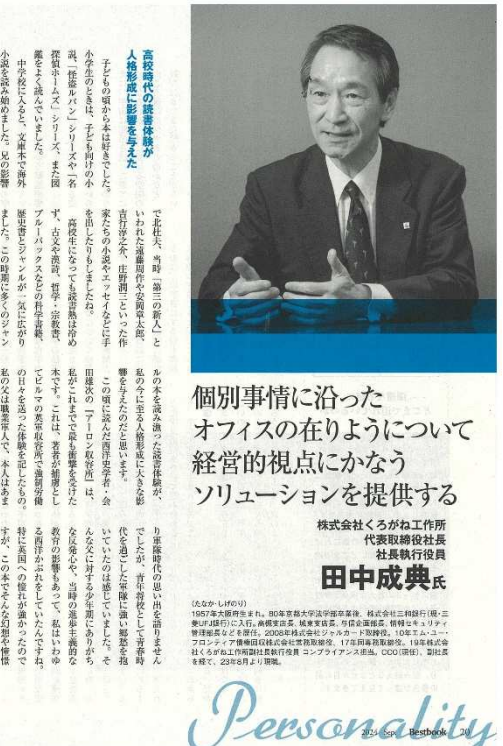 個別事情に沿った
オフィスの在りようについて
経営的視点にかなう
ソリューションを提供する
株式会社くろがね工作所
代表取締役社長
社長執行役員
田中成典氏
(たなか・しげのり)
1957年大阪府生まれ。80年京都大学法学部卒業後、株式会社三和銀行(現・三
菱UFJ銀行)に入行。高槻支店長、城東支店長、与信企画部長、情報セキュリティ
管理部長などを歴任。2008年株式会社ジャルカード取締役。10年エム・ユー・
フロンティア債権回収株式会社常務取締役、17年同専務取締役。19年株式会
社くろがね工作所副社長執行役員 コンプライアンス担当、CCO(現任)、副社長
を経て、23年8月より現職。
高校時代の読書体験が
人格形成に影響を与えた
子どもの頃から本は好きでした。
小学生のときは、子ども向けの小
説、「怪盗ルパン」シリーズや「名
探偵ホームズ」シリーズ、また図
鑑をよく読んでいました。
中学校に入ると、文庫本で海外
小説を読み始めました。兄の影響
で北杜夫、当時「第三の新人」と
いわれた遠藤周作や安岡章太郎、
吉行淳之介、庄野潤三といった作
家たちの小説やエッセイなどに手
を出したりもしましたね。
高校生になっても読書熱は冷め
ず、古文や漢詩、哲学・宗教書、
ブルーバックスなどの科学書籍、
歴史書とジャンルが一気に広がり
ました。この時期に多くのジャン
ルの本を読み漁った読書体験が、
私の今に至る人格形成に大きな影
響を与えたのだと思います。
この頃に読んだ西洋史学者・会
田雄次の『アーロン収容所』は、
私がこれまで最も衝撃を受けた
本です。これは、著者が捕虜とし
てビルマの英軍収容所で強制労働
の日々を送った体験を記したもの。
私の父は職業軍人で、本人はあま
り軍隊時代の思い出を語りません
でしたが、青年将校として青春時
代を過ごした軍隊に強い郷愁を抱
いていたのは感じていました。そ
んな父に対する少年期にありがち
な反発心や、当時の進歩主義的な
教育の影響もあって、私はいわゆ
る西洋かぶれをしていたんですね。
特に英国への憧れが強かったので
すが、この本でそんな幻想や憧憬
Personality
2024 Sep. Bestbook 20